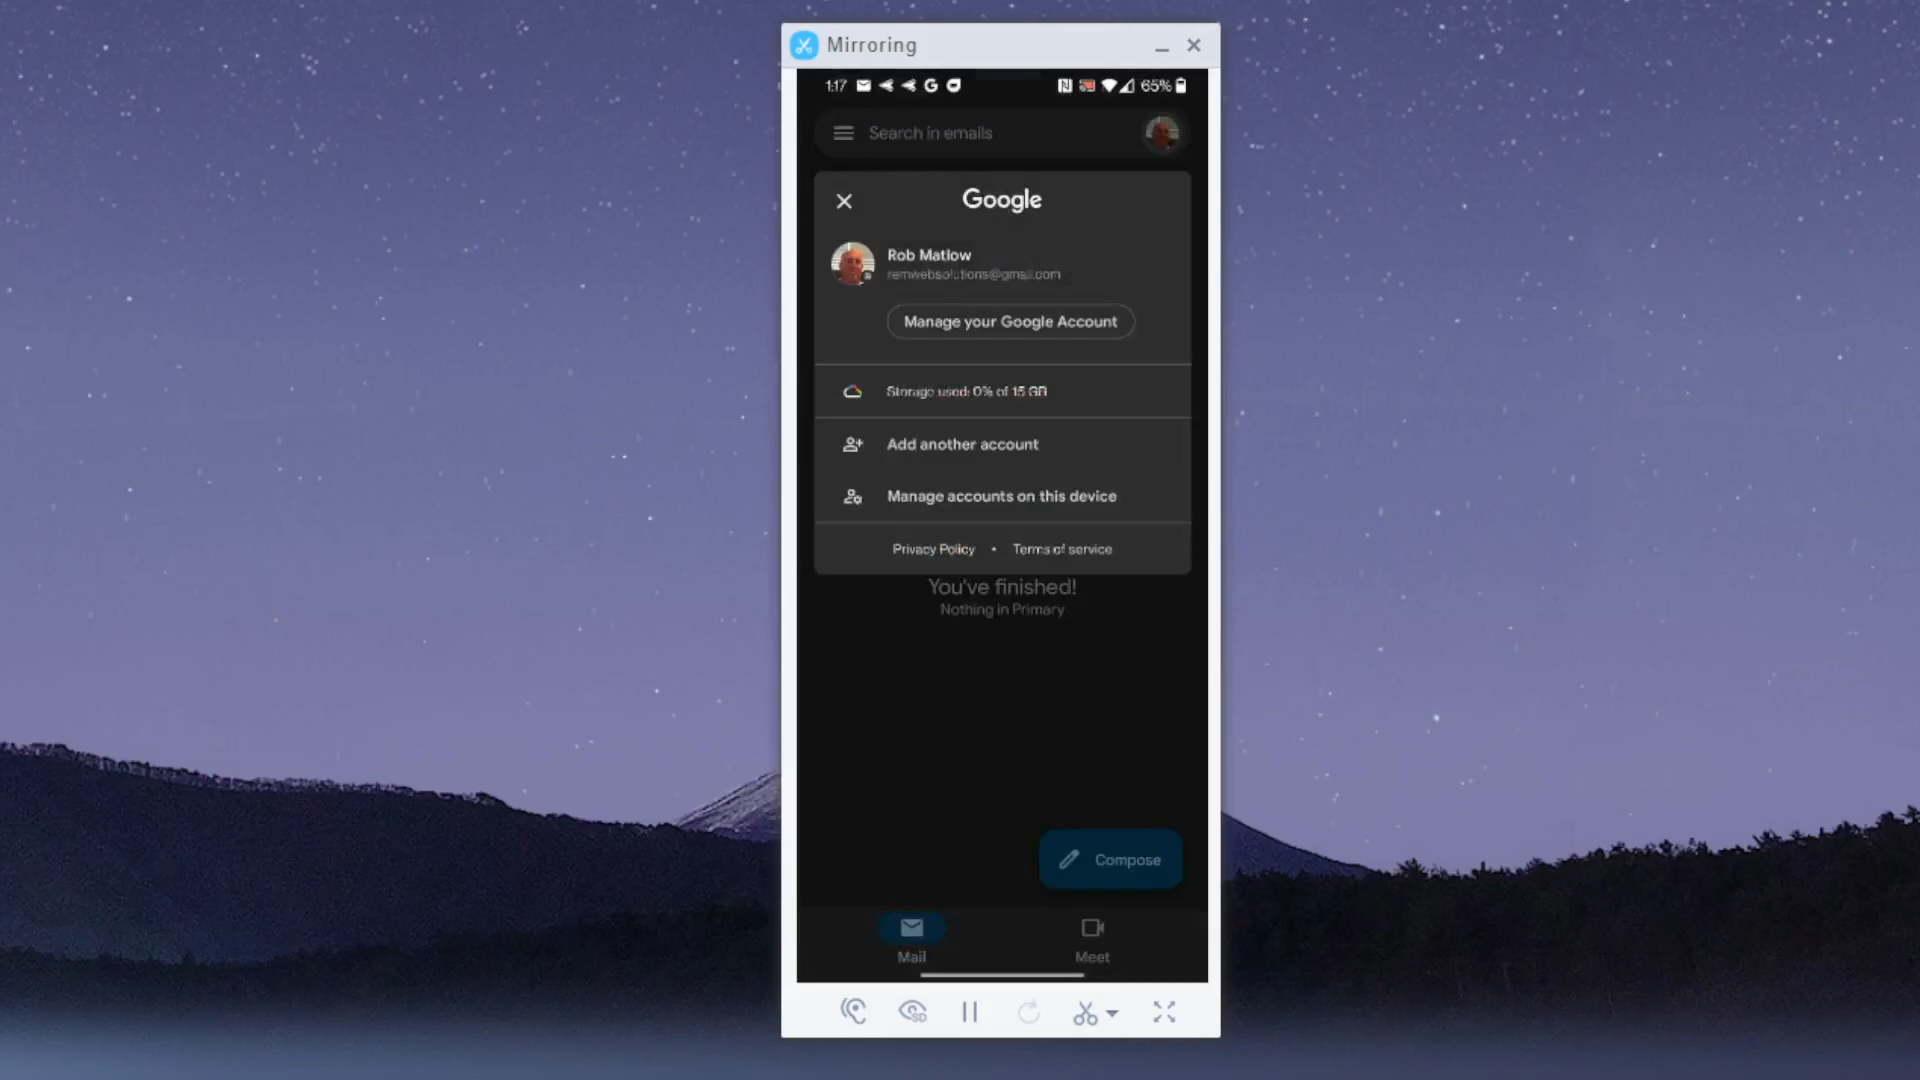 Mirroring
1:17 65%
Search in emails
Google
Rob Matlow
remwebsolutions@gmail.com
Manage your Google Account
Storage used: 0% of 15 GB
Add another account
Manage accounts on this device
Privacy Policy • Terms of service
You've finished!
Nothing in Primary
Compose
Mail Meet
SD